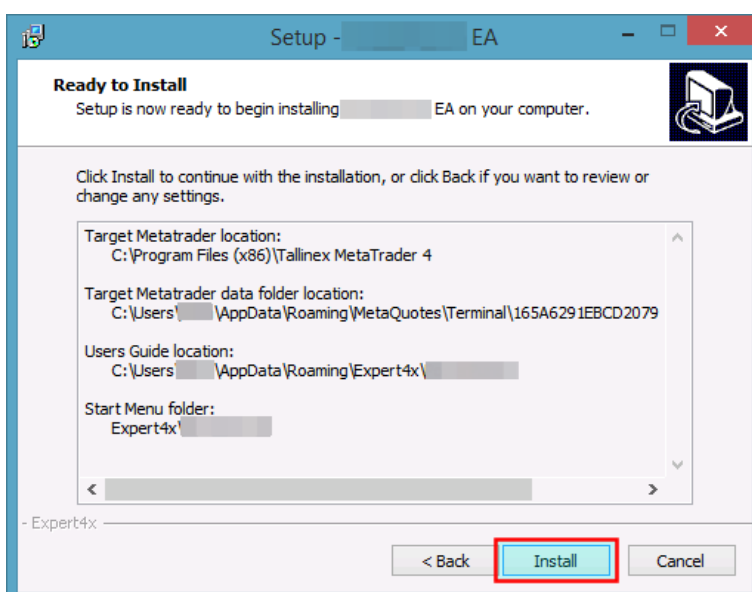 Setup - EA
Ready to Install
Setup is now ready to begin installing EA on your computer.
Click Install to continue with the installation, or click Back if you want to review or
change any settings.
Target Metatrader location:
C:\Program Files (x86)\Tallinex MetaTrader 4
Target Metatrader data folder location:
C:\Users\ \AppData\Roaming\MetaQuotes\Terminal\165A6291EBCD2079
Users Guide location:
C:\Users \AppData\Roaming\Expert4x\
Start Menu folder:
Expert4x\
- Expert4x
< Back Install Cancel